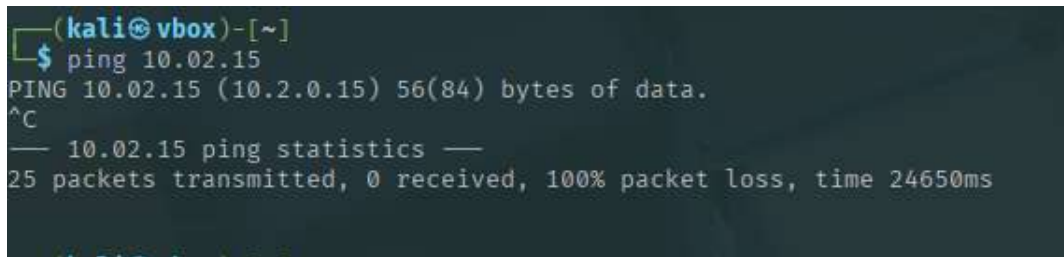 (kali㉿vbox)-[~]
$ ping 10.02.15
PING 10.02.15 (10.2.0.15) 56(84) bytes of data.
^C
— 10.02.15 ping statistics —
25 packets transmitted, 0 received, 100% packet loss, time 24650ms